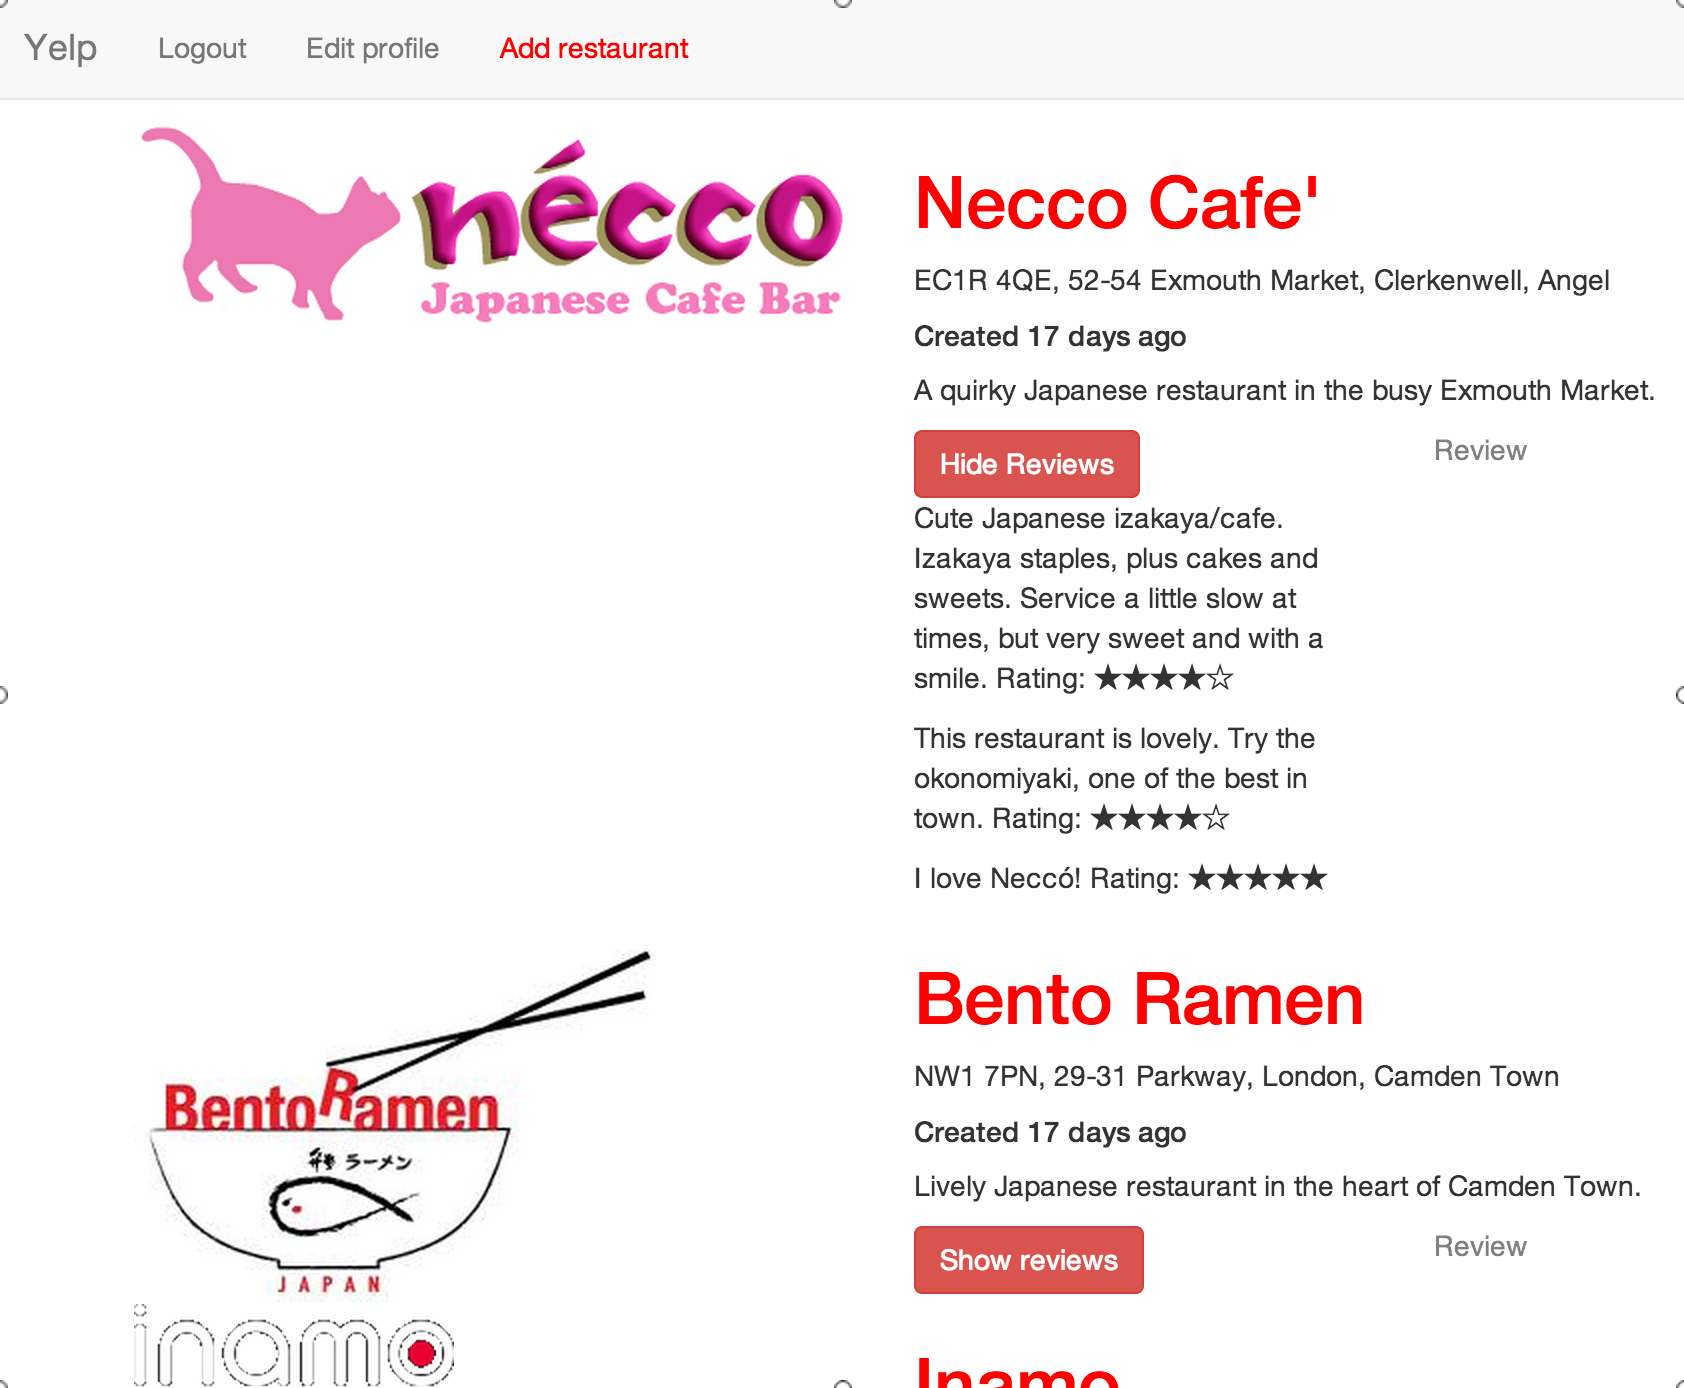 Yelp Logout Edit profile Add restaurant
nécco
Japanese Cafe Bar
Necco Cafe'
EC1R 4QE, 52-54 Exmouth Market, Clerkenwell, Angel
Created 17 days ago
A quirky Japanese restaurant in the busy Exmouth Market.
Hide Reviews Review
Cute Japanese izakaya/cafe.
Izakaya staples, plus cakes and
sweets. Service a little slow at
times, but very sweet and with a
smile. Rating: ★★★★☆
This restaurant is lovely. Try the
okonomiyaki, one of the best in
town. Rating: ★★★★☆
I love Neccó! Rating: ★★★★★
BentoRamen
ラーメン
JAPAN
Bento Ramen
NW1 7PN, 29-31 Parkway, London, Camden Town
Created 17 days ago
Lively Japanese restaurant in the heart of Camden Town.
Show reviews Review
inamo
Inamo